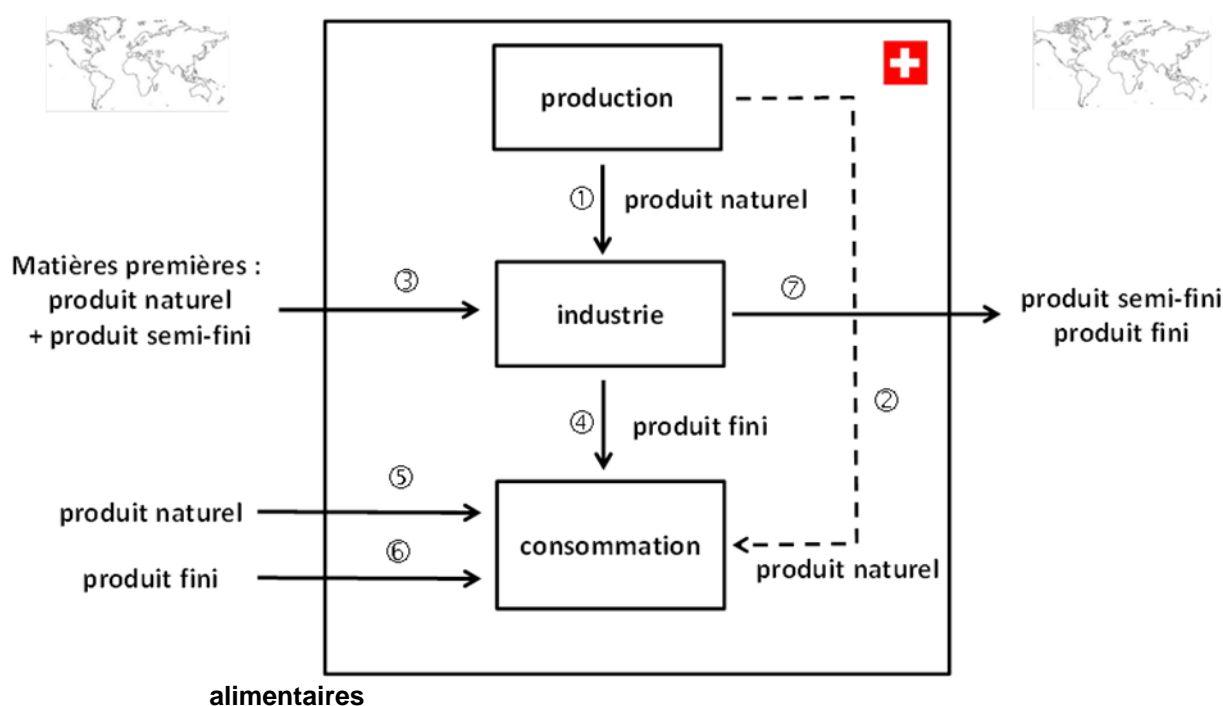 production
① produit naturel
Matières premières :
produit naturel
+ produit semi-fini
③
industrie
⑦
produit semi-fini
produit fini
②
④ produit fini
⑤
produit naturel
consommation
⑥
produit fini
produit naturel
alimentaires